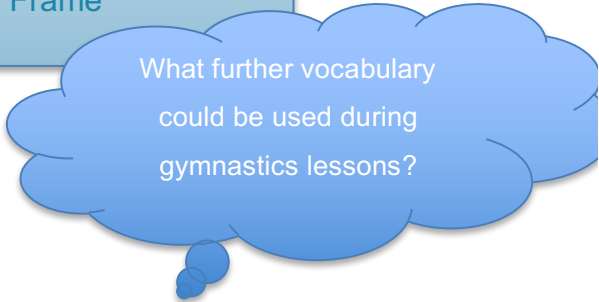 Frame
What further vocabulary
could be used during
gymnastics lessons?